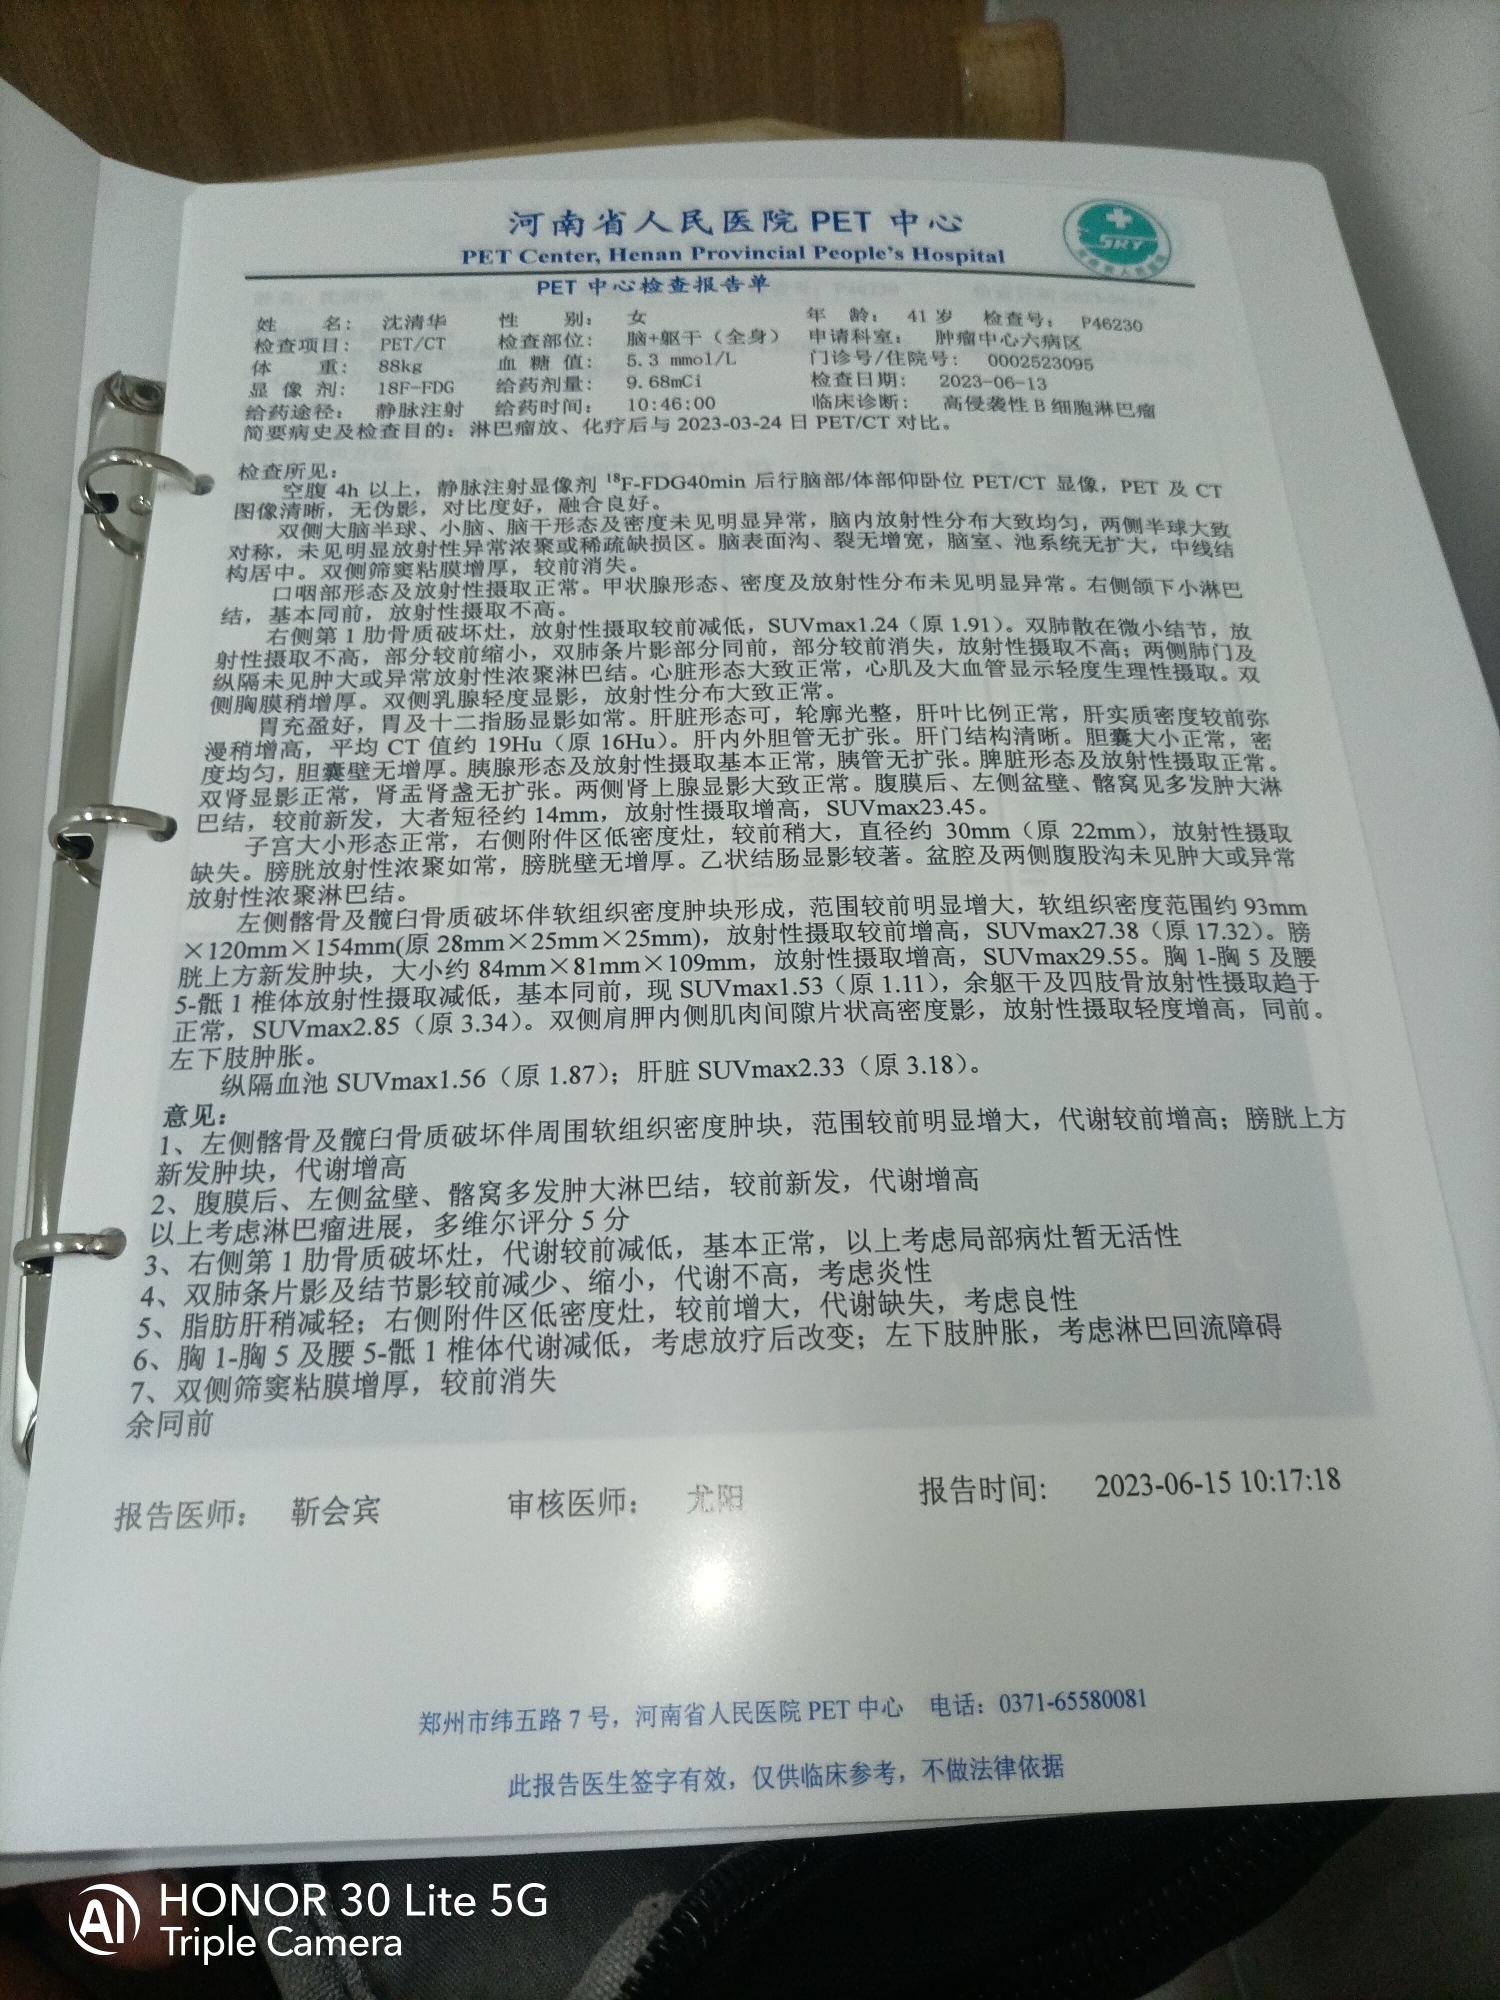 河南省人民医院 PET 中心
PET Center, Henan Provincial People's Hospital
SRY
PET 中心检查报告单
姓 名: 沈清华 性 别: 女 年 龄: 41 岁 检查号: P46230
检查项目: PET/CT 检查部位: 脑+躯干(全身) 申请科室: 肿瘤中心六病区
体 重: 88kg 血 糖 值: 5.3 mmol/L 门诊号/住院号: 0002523095
显 像 剂: 18F-FDG 给药剂量: 9.68mCi 检查日期: 2023-06-13
给药途径: 静脉注射 给药时间: 10:46:00 临床诊断: 高侵袭性 B 细胞淋巴瘤
简要病史及检查目的: 淋巴瘤放、化疗后与 2023-03-24 日 PET/CT 对比。
检查所见:
空腹 4h 以上，静脉注射显像剂 ¹⁸F-FDG40min 后行脑部/体部仰卧位 PET/CT 显像，PET 及 CT
图像清晰，无伪影，对比度好，融合良好。
双侧大脑半球、小脑、脑干形态及密度未见明显异常，脑内放射性分布大致均匀，两侧半球大致
对称，未见明显放射性异常浓聚或稀疏缺损区。脑表面沟、裂无增宽，脑室、池系统无扩大，中线结
构居中。双侧筛窦粘膜增厚，较前消失。
口咽部形态及放射性摄取正常。甲状腺形态、密度及放射性分布未见明显异常。右侧颌下小淋巴
结，基本同前，放射性摄取不高。
右侧第 1 肋骨质破坏灶，放射性摄取较前减低，SUVmax1.24（原 1.91）。双肺散在微小结节，放
射性摄取不高，部分较前缩小，双肺条片影部分同前，部分较前消失，放射性摄取不高；两侧肺门及
纵隔未见肿大或异常放射性浓聚淋巴结。心脏形态大致正常，心肌及大血管显示轻度生理性摄取。双
侧胸膜稍增厚。双侧乳腺轻度显影，放射性分布大致正常。
胃充盈好，胃及十二指肠显影如常。肝脏形态可，轮廓光整，肝叶比例正常，肝实质密度较前弥
漫稍增高，平均 CT 值约 19Hu（原 16Hu）。肝内外胆管无扩张。肝门结构清晰。胆囊大小正常，密
度均匀，胆囊壁无增厚。胰腺形态及放射性摄取基本正常，胰管无扩张。脾脏形态及放射性摄取正常。
双肾显影正常，肾盂肾盏无扩张。两侧肾上腺显影大致正常。腹膜后、左侧盆壁、髂窝见多发肿大淋
巴结，较前新发，大者短径约 14mm，放射性摄取增高，SUVmax23.45。
子宫大小形态正常，右侧附件区低密度灶，较前稍大，直径约 30mm（原 22mm），放射性摄取
缺失。膀胱放射性浓聚如常，膀胱壁无增厚。乙状结肠显影较著。盆腔及两侧腹股沟未见肿大或异常
放射性浓聚淋巴结。
左侧髂骨及髋臼骨质破坏伴软组织密度肿块形成，范围较前明显增大，软组织密度范围约 93mm
×120mm×154mm(原 28mm×25mm×25mm)，放射性摄取较前增高，SUVmax27.38（原 17.32）。膀
胱上方新发肿块，大小约 84mm×81mm×109mm，放射性摄取增高，SUVmax29.55。胸 1-胸 5 及腰
5-骶 1 椎体放射性摄取减低，基本同前，现 SUVmax1.53（原 1.11），余躯干及四肢骨放射性摄取趋于
正常，SUVmax2.85（原 3.34）。双侧肩胛内侧肌肉间隙片状高密度影，放射性摄取轻度增高，同前。
左下肢肿胀。
纵隔血池 SUVmax1.56（原 1.87）；肝脏 SUVmax2.33（原 3.18）。
意见:
1、左侧髂骨及髋臼骨质破坏伴周围软组织密度肿块，范围较前明显增大，代谢较前增高；膀胱上方
新发肿块，代谢增高
2、腹膜后、左侧盆壁、髂窝多发肿大淋巴结，较前新发，代谢增高
以上考虑淋巴瘤进展，多维尔评分 5 分
3、右侧第 1 肋骨质破坏灶，代谢较前减低，基本正常，以上考虑局部病灶暂无活性
4、双肺条片影及结节影较前减少、缩小，代谢不高，考虑炎性
5、脂肪肝稍减轻；右侧附件区低密度灶，较前增大，代谢缺失，考虑良性
6、胸 1-胸 5 及腰 5-骶 1 椎体代谢减低，考虑放疗后改变；左下肢肿胀，考虑淋巴回流障碍
7、双侧筛窦粘膜增厚，较前消失
余同前
报告医师: 靳会宾 审核医师: 尤阳 报告时间: 2023-06-15 10:17:18
郑州市纬五路 7 号，河南省人民医院 PET 中心 电话：0371-65580081
此报告医生签字有效，仅供临床参考，不做法律依据
AI HONOR 30 Lite 5G
Triple Camera